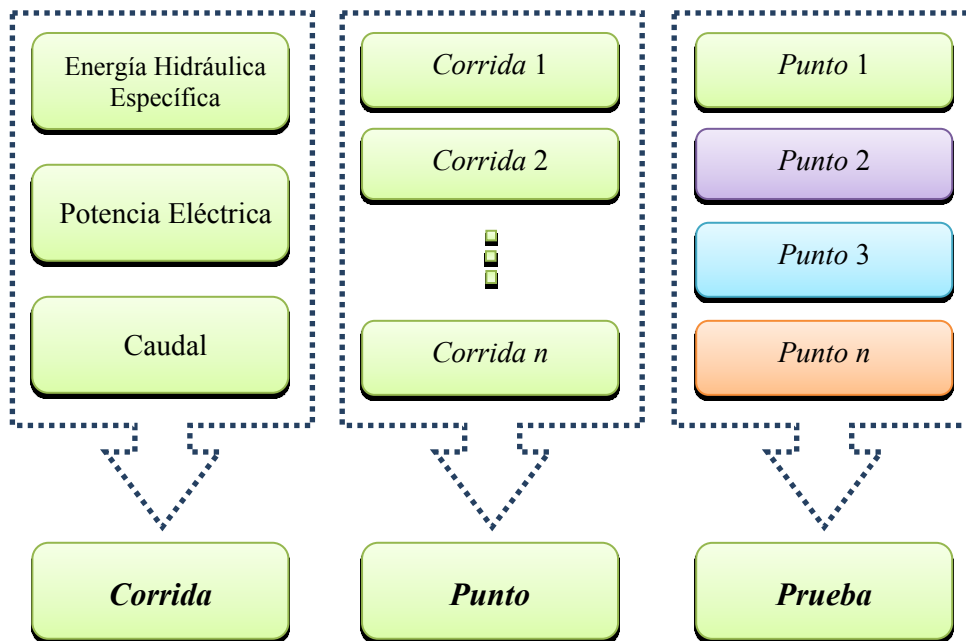 Energía Hidráulica
Específica
Potencia Eléctrica
Caudal
Corrida
Corrida 1
Corrida 2
Corrida n
Punto
Punto 1
Punto 2
Punto 3
Punto n
Prueba